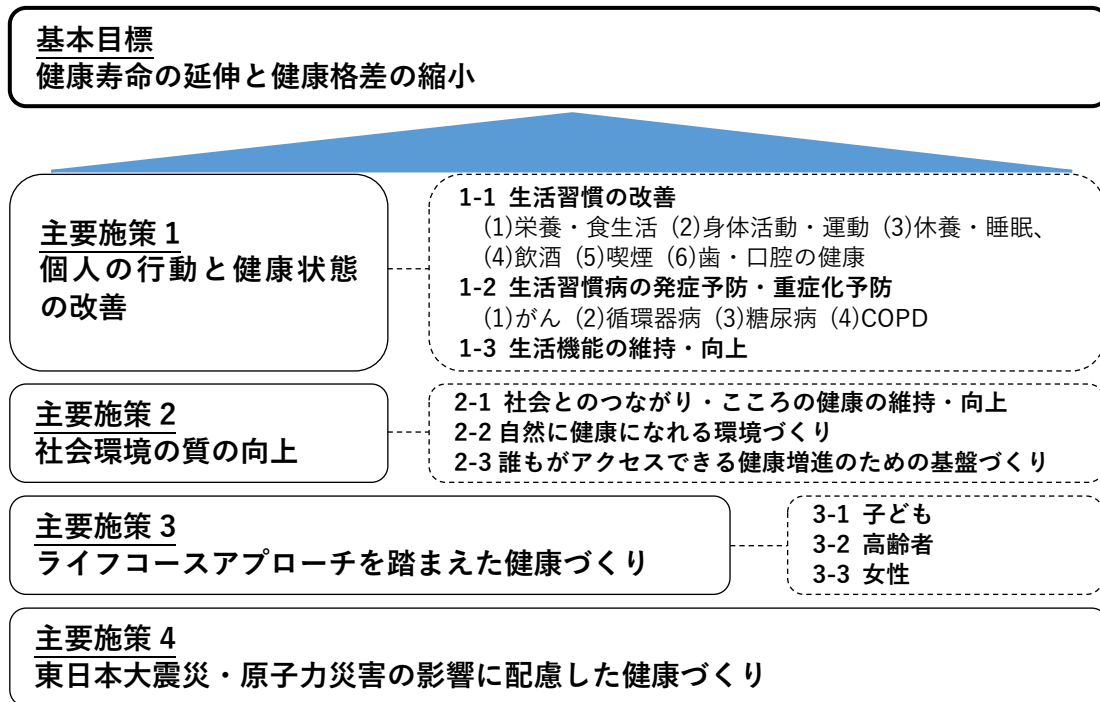 基本目標
健康寿命の延伸と健康格差の縮小
主要施策 1
個人の行動と健康状態
の改善
1-1 生活習慣の改善
(1)栄養・食生活 (2)身体活動・運動 (3)休養・睡眠、
(4)飲酒 (5)喫煙 (6)歯・口腔の健康
1-2 生活習慣病の発症予防・重症化予防
(1)がん (2)循環器病 (3)糖尿病 (4)COPD
1-3 生活機能の維持・向上
主要施策 2
社会環境の質の向上
2-1 社会とのつながり・こころの健康の維持・向上
2-2 自然に健康になれる環境づくり
2-3 誰もがアクセスできる健康増進のための基盤づくり
主要施策 3
ライフコースアプローチを踏まえた健康づくり
3-1 子ども
3-2 高齢者
3-3 女性
主要施策 4
東日本大震災・原子力災害の影響に配慮した健康づくり